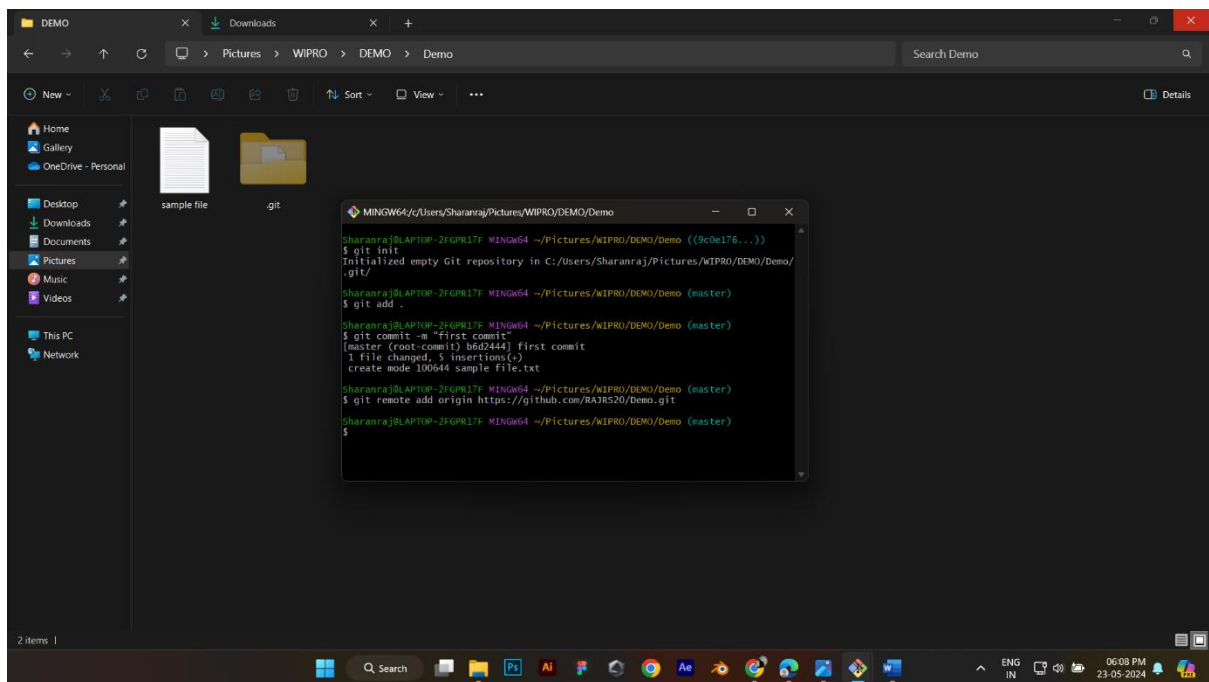 DEMO
Downloads
Pictures > WIPRO > DEMO > Demo
Search Demo
New
Sort
View
Details
Home
Gallery
OneDrive - Personal
Desktop
Downloads
Documents
Pictures
Music
Videos
This PC
Network
sample file
.git
MINGW64:/c/Users/Sharanraj/Pictures/WIPRO/DEMO/Demo
Sharanraj@LAPTOP-2FGPR17F MINGW64 ~/Pictures/WIPRO/DEMO/Demo ((9c0e176...))
$ git init
Initialized empty Git repository in C:/Users/Sharanraj/Pictures/WIPRO/DEMO/Demo/
.git/
Sharanraj@LAPTOP-2FGPR17F MINGW64 ~/Pictures/WIPRO/DEMO/Demo (master)
$ git add .
Sharanraj@LAPTOP-2FGPR17F MINGW64 ~/Pictures/WIPRO/DEMO/Demo (master)
$ git commit -m "first commit"
[master (root-commit) b6d2444] first commit
1 file changed, 5 insertions(+)
create mode 100644 sample file.txt
Sharanraj@LAPTOP-2FGPR17F MINGW64 ~/Pictures/WIPRO/DEMO/Demo (master)
$ git remote add origin https://github.com/RAJRS20/Demo.git
Sharanraj@LAPTOP-2FGPR17F MINGW64 ~/Pictures/WIPRO/DEMO/Demo (master)
$
2 items
Search
Ps
Ai
Ae
W
ENG
IN
06:08 PM
23-05-2024
PRE